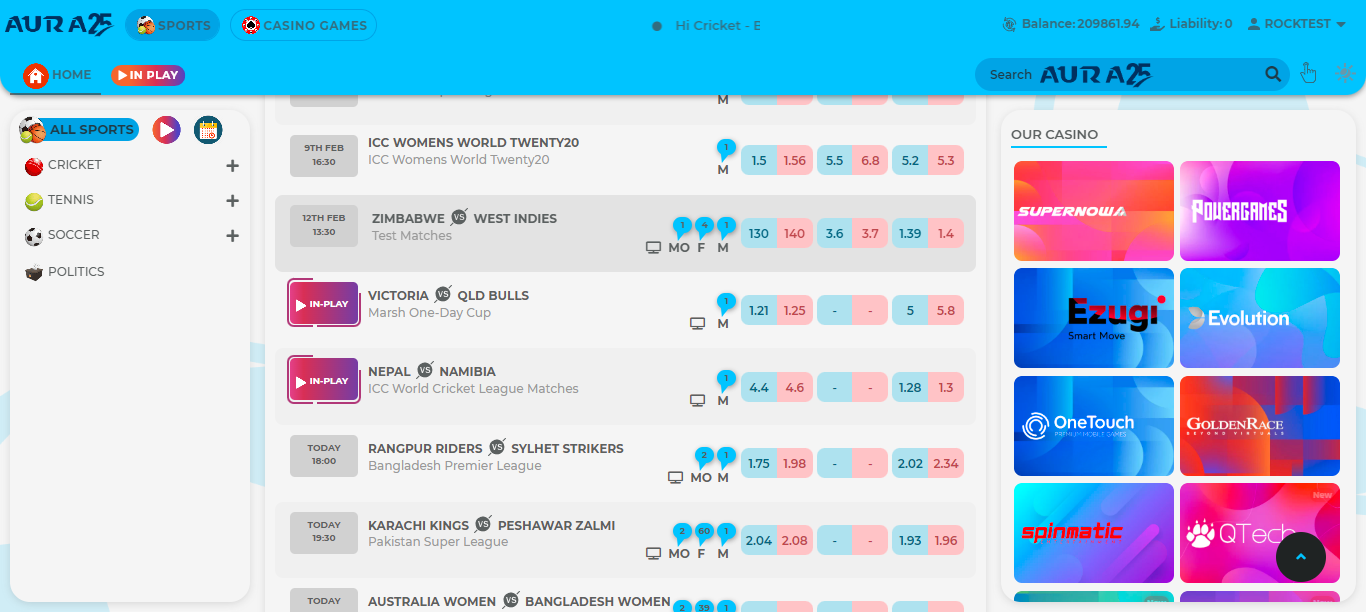 AURA25
SPORTS
CASINO GAMES
Hi Cricket - E
Balance: 209861.94
Liability: 0
ROCKTEST
HOME
IN PLAY
Search AURA25
ALL SPORTS
CRICKET +
TENNIS +
SOCCER +
POLITICS
M
9TH FEB
16:30
ICC WOMENS WORLD TWENTY20
ICC Womens World Twenty20
1
M
1.5 1.56 5.5 6.8 5.2 5.3
12TH FEB
13:30
ZIMBABWE VS WEST INDIES
Test Matches
1 4 1
MO F M
130 140 3.6 3.7 1.39 1.4
IN-PLAY
VICTORIA VS QLD BULLS
Marsh One-Day Cup
1
M
1.21 1.25 - - 5 5.8
IN-PLAY
NEPAL VS NAMIBIA
ICC World Cricket League Matches
1
M
4.4 4.6 - - 1.28 1.3
TODAY
18:00
RANGPUR RIDERS VS SYLHET STRIKERS
Bangladesh Premier League
2 1
MO M
1.75 1.98 - - 2.02 2.34
TODAY
19:30
KARACHI KINGS VS PESHAWAR ZALMI
Pakistan Super League
2 60 1
MO F M
2.04 2.08 - - 1.93 1.96
TODAY
AUSTRALIA WOMEN VS BANGLADESH WOMEN
2 39 1
OUR CASINO
SUPERNOWA
POWERGAMES
Ezugi
Smart Move
Evolution
OneTouch
PREMIUM MOBILE GAMES
GOLDENRACE
BEYOND VIRTUALS
spinmatic
New
QTech